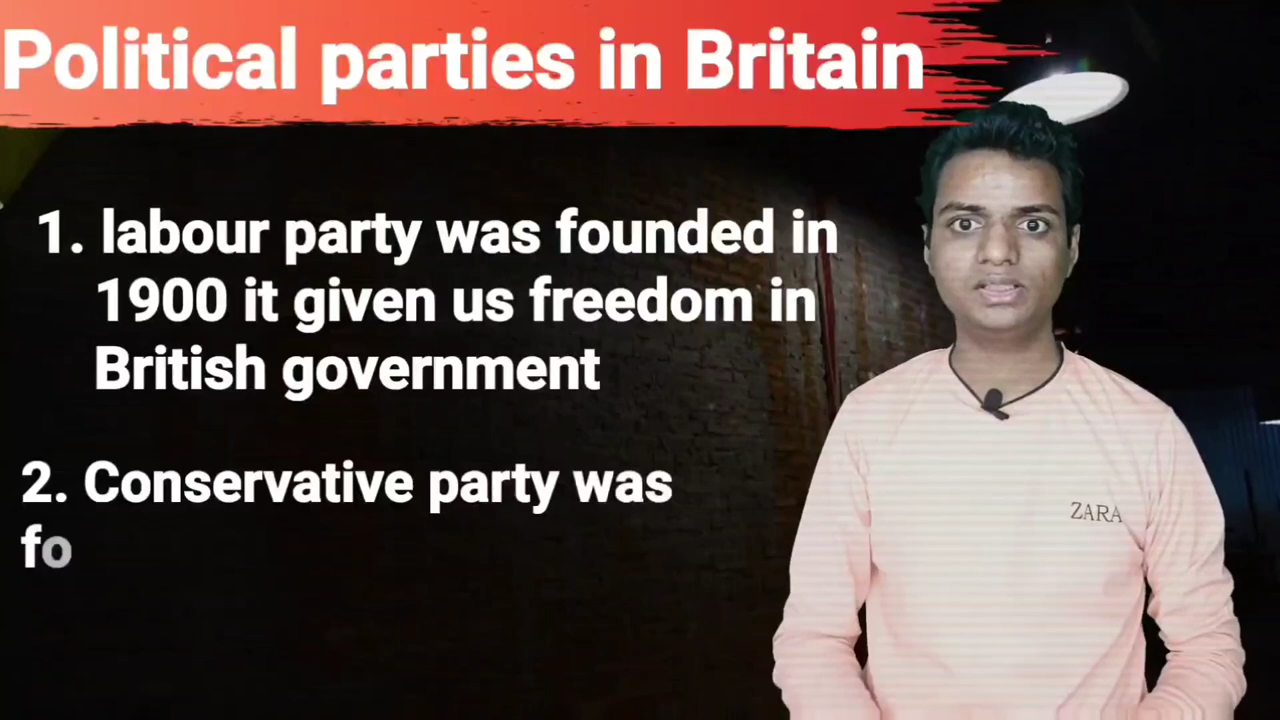 Political parties in Britain
1. labour party was founded in
1900 it given us freedom in
British government
2. Conservative party was
fo
ZARA